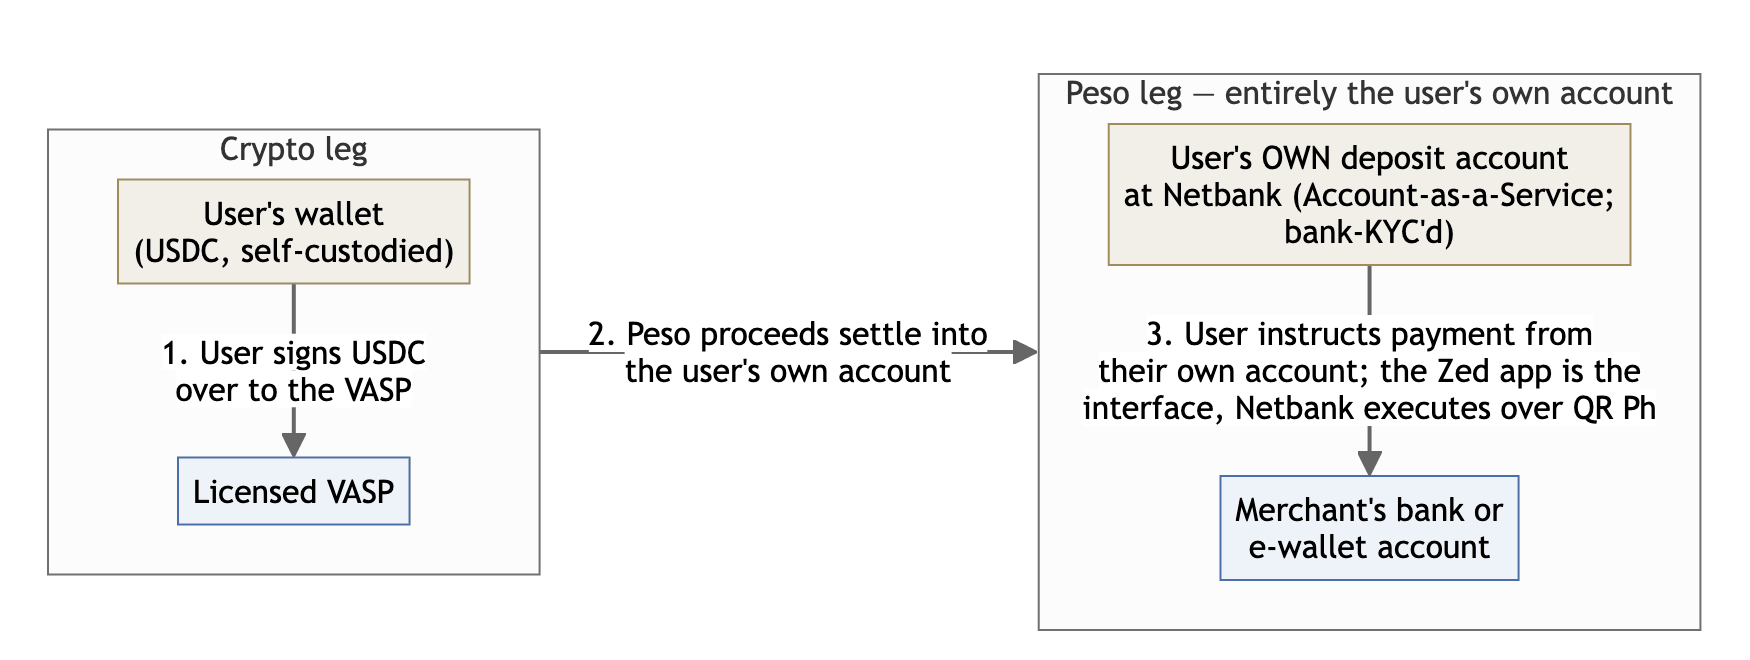 Crypto leg
User's wallet
(USDC, self-custodied)
1. User signs USDC
over to the VASP
Licensed VASP
2. Peso proceeds settle into
the user's own account
Peso leg — entirely the user's own account
User's OWN deposit account
at Netbank (Account-as-a-Service;
bank-KYC'd)
3. User instructs payment from
their own account; the Zed app is the
interface, Netbank executes over QR Ph
Merchant's bank or
e-wallet account